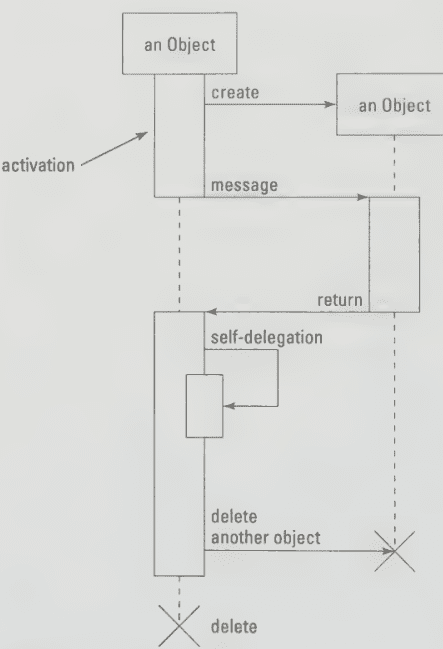 an Object
create
an Object
activation
message
return
self-delegation
delete
another object
delete